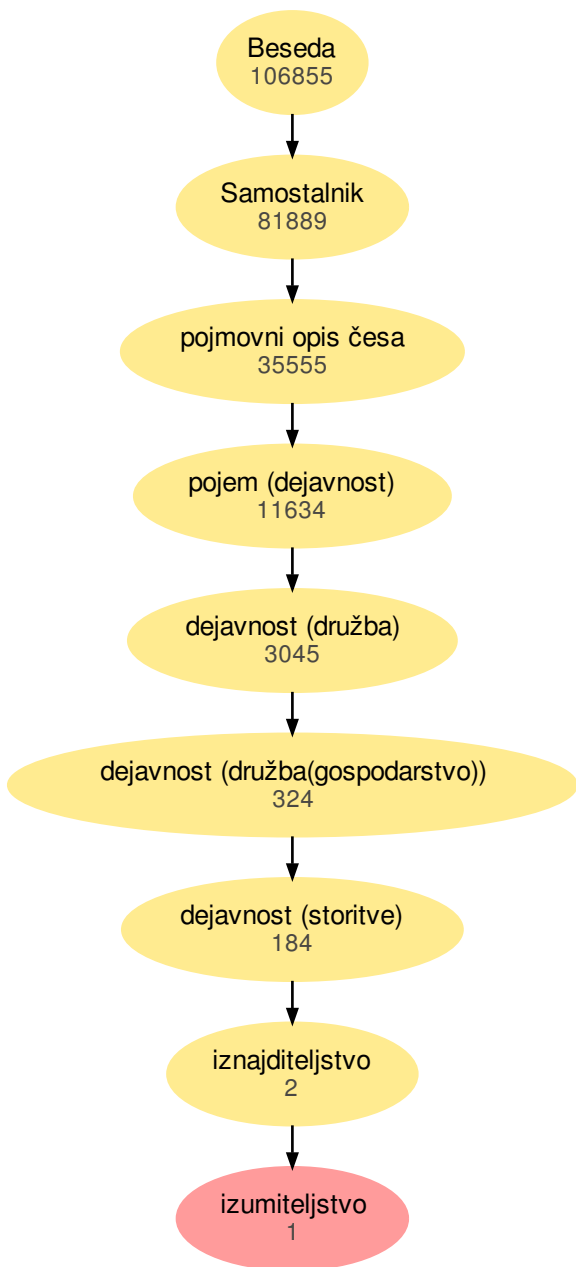 Beseda
106855
Samostalnik
81889
pojmovni opis česa
35555
pojem (dejavnost)
11634
dejavnost (družba)
3045
dejavnost (družba(gospodarstvo))
324
dejavnost (storitve)
184
iznajditeljstvo
2
izumiteljstvo
1